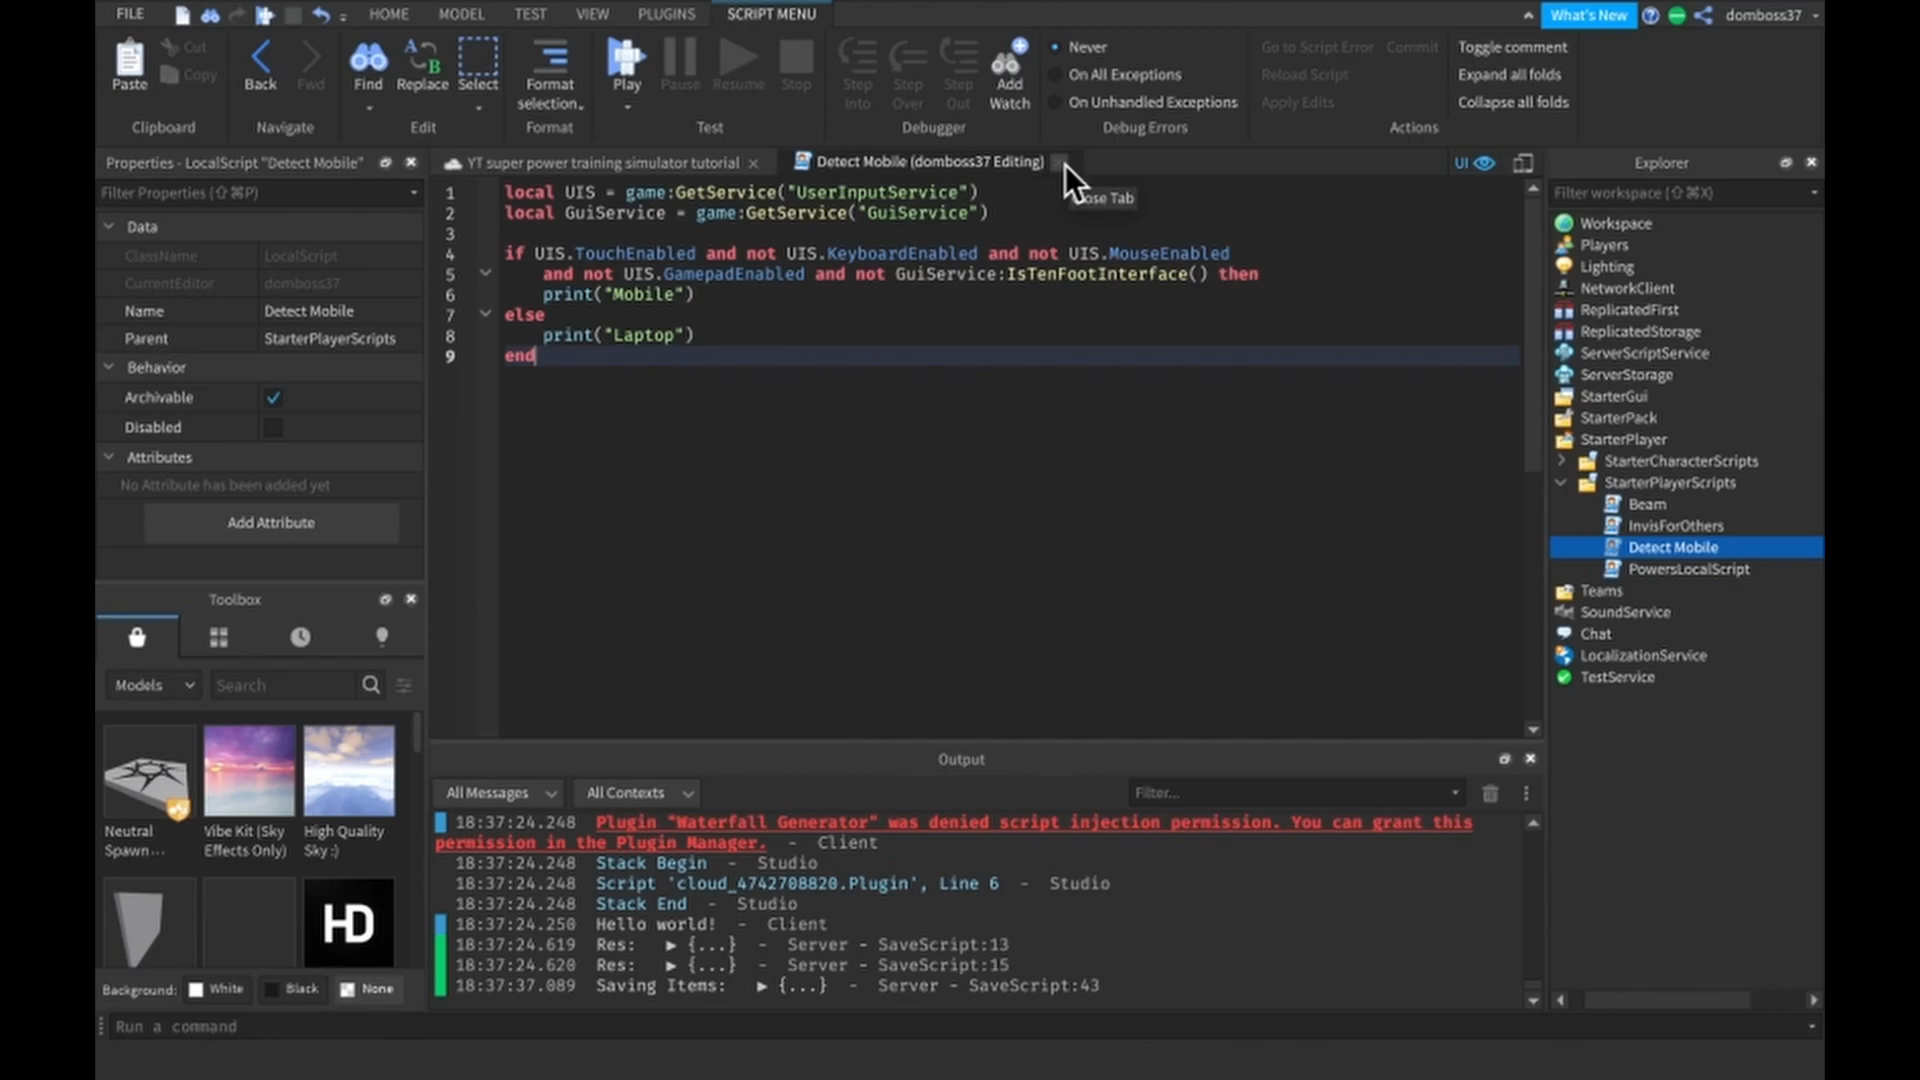 FILE HOME MODEL TEST VIEW PLUGINS SCRIPT MENU What's New domboss37
Paste Cut Copy
Clipboard
Back Fwd
Navigate
Find Replace Select
Edit
Format selection
Format
Play Pause Resume Stop
Test
Step Into Step Over Step Out Add Watch
Debugger
Never
On All Exceptions
On Unhandled Exceptions
Debug Errors
Go to Script Error Commit Toggle comment
Reload Script Expand all folds
Apply Edits Collapse all folds
Actions
Properties - LocalScript "Detect Mobile"
Filter Properties (⇧⌘P)
Data
ClassName LocalScript
CurrentEditor domboss37
Name Detect Mobile
Parent StarterPlayerScripts
Behavior
Archivable
Disabled
Attributes
No Attribute has been added yet
Add Attribute
Toolbox
Models Search
Neutral Spawn...
Vibe Kit (Sky Effects Only)
High Quality Sky :)
HD
Background: White Black None
YT super power training simulator tutorial Detect Mobile (domboss37 Editing) UI
ose Tab
1 local UIS = game:GetService("UserInputService")
2 local GuiService = game:GetService("GuiService")
3
4 if UIS.TouchEnabled and not UIS.KeyboardEnabled and not UIS.MouseEnabled
5 and not UIS.GamepadEnabled and not GuiService:IsTenFootInterface() then
6 print("Mobile")
7 else
8 print("Laptop")
9 end
Output
All Messages All Contexts Filter...
18:37:24.248 Plugin "Waterfall Generator" was denied script injection permission. You can grant this
permission in the Plugin Manager. - Client
18:37:24.248 Stack Begin - Studio
18:37:24.248 Script 'cloud_4742708820.Plugin', Line 6 - Studio
18:37:24.248 Stack End - Studio
18:37:24.250 Hello world! - Client
18:37:24.619 Res: ▶ {...} - Server - SaveScript:13
18:37:24.620 Res: ▶ {...} - Server - SaveScript:15
18:37:37.089 Saving Items: ▶ {...} - Server - SaveScript:43
Explorer
Filter workspace (⇧⌘X)
Workspace
Players
Lighting
NetworkClient
ReplicatedFirst
ReplicatedStorage
ServerScriptService
ServerStorage
StarterGui
StarterPack
StarterPlayer
StarterCharacterScripts
StarterPlayerScripts
Beam
InvisForOthers
Detect Mobile
PowersLocalScript
Teams
SoundService
Chat
LocalizationService
TestService
Run a command